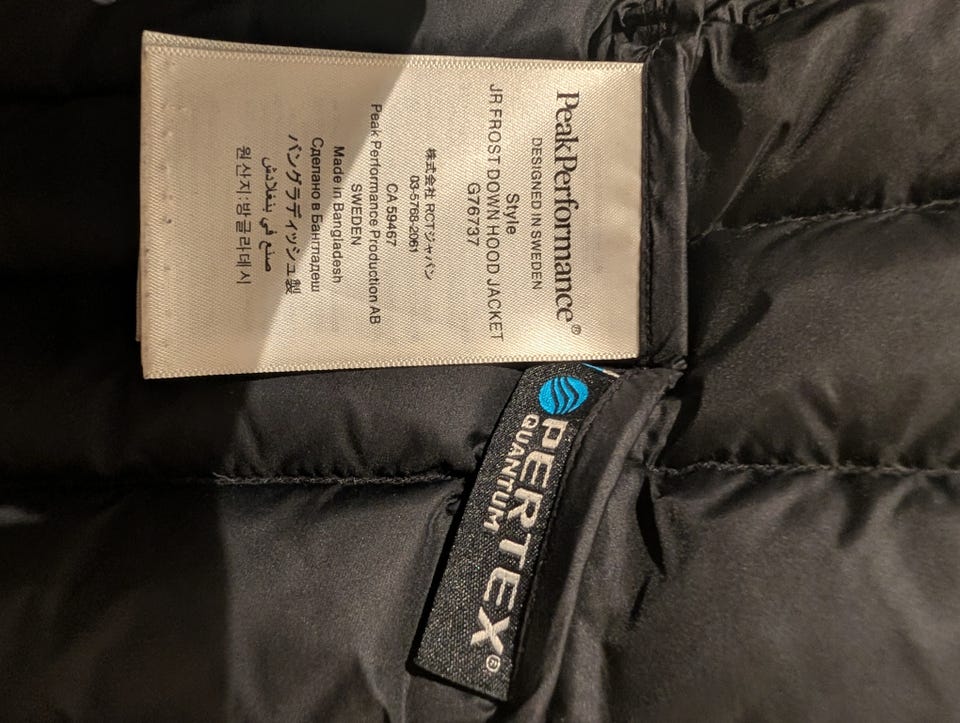 PeakPerformance®
DESIGNED IN SWEDEN
Style
JR FROST DOWN HOOD JACKET
G76737
株式会社 RCTジャパン
03-5768-2061
CA 59467
Peak Performance Production AB
SWEDEN
Made in Bangladesh
Сделано в Бангладеш
バングラディッシュ製
صنع في بنغلادش
원산지:방글라데시
PERTEX®
QUANTUM